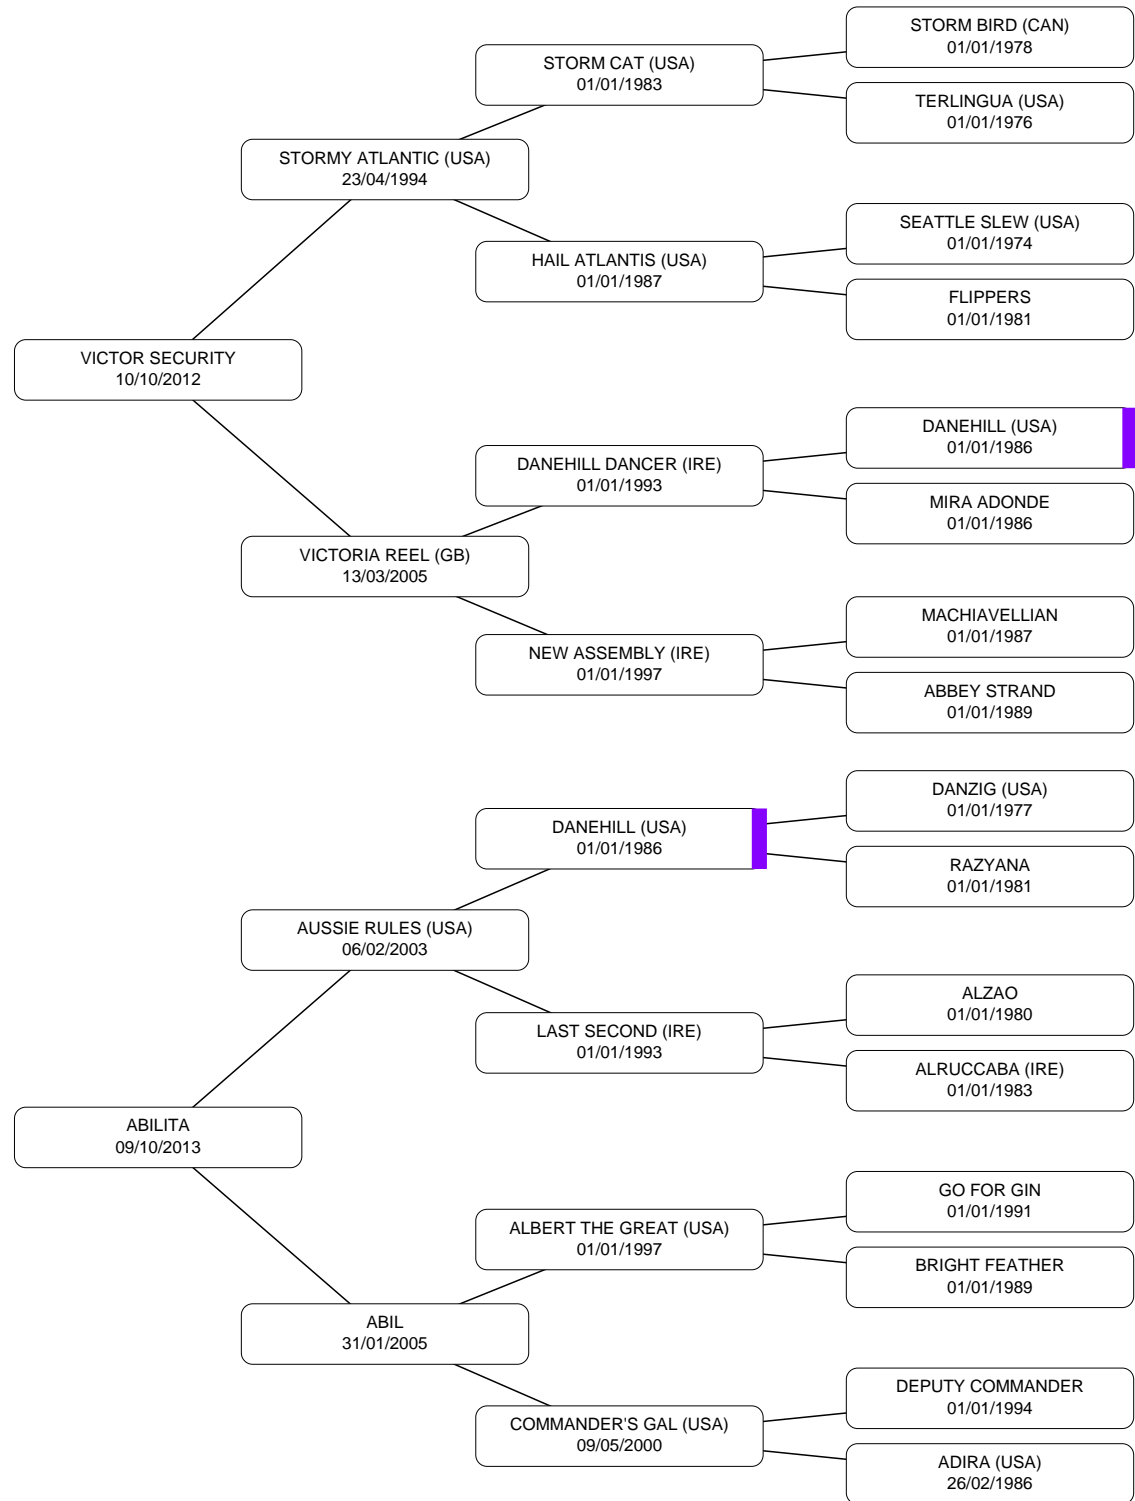 STORM BIRD (CAN)
01/01/1978
STORM CAT (USA)
01/01/1983
TERLINGUA (USA)
01/01/1976
STORMY ATLANTIC (USA)
23/04/1994
SEATTLE SLEW (USA)
01/01/1974
HAIL ATLANTIS (USA)
01/01/1987
FLIPPERS
01/01/1981
VICTOR SECURITY
10/10/2012
DANEHILL (USA)
01/01/1986
DANEHILL DANCER (IRE)
01/01/1993
MIRA ADONDE
01/01/1986
VICTORIA REEL (GB)
13/03/2005
MACHIAVELLIAN
01/01/1987
NEW ASSEMBLY (IRE)
01/01/1997
ABBEY STRAND
01/01/1989
DANZIG (USA)
01/01/1977
DANEHILL (USA)
01/01/1986
RAZYANA
01/01/1981
AUSSIE RULES (USA)
06/02/2003
ALZAO
01/01/1980
LAST SECOND (IRE)
01/01/1993
ALRUCCABA (IRE)
01/01/1983
ABILITA
09/10/2013
GO FOR GIN
01/01/1991
ALBERT THE GREAT (USA)
01/01/1997
BRIGHT FEATHER
01/01/1989
ABIL
31/01/2005
DEPUTY COMMANDER
01/01/1994
COMMANDER'S GAL (USA)
09/05/2000
ADIRA (USA)
26/02/1986